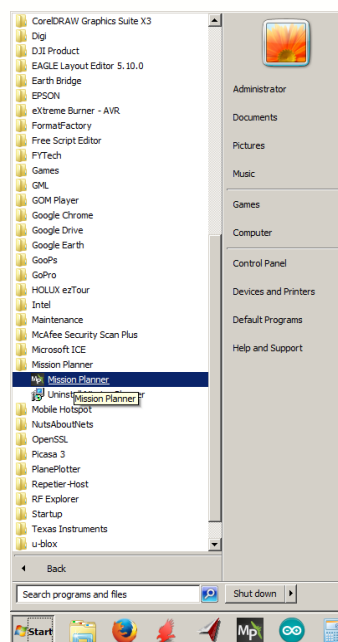 CorelDRAW Graphics Suite X3
Digi
DJI Product
EAGLE Layout Editor 5.10.0
Earth Bridge
EPSON
eXtreme Burner - AVR
FormatFactory
Free Script Editor
FYTech
Games
GML
GOM Player
Google Chrome
Google Drive
Google Earth
GooPs
GoPro
HOLUX ezTour
Intel
Maintenance
McAfee Security Scan Plus
Microsoft ICE
Mission Planner
Mission Planner
Mission Planner
Mobile Hotspot
NutsAboutNets
OpenSSL
Picasa 3
PlanePlotter
Repetier-Host
RF Explorer
Startup
Texas Instruments
u-blox
Back
Search programs and files
Administrator
Documents
Pictures
Music
Games
Computer
Control Panel
Devices and Printers
Default Programs
Help and Support
Shut down
Start
Mp